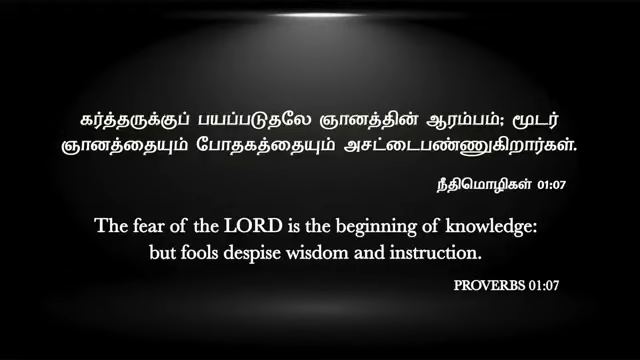 கர்த்தருக்குப் பயப்படுதலே ஞானத்தின் ஆரம்பம்; மூடர்
ஞானத்தையும் போதகத்தையும் அசட்டைபண்ணுகிறார்கள்.
நீதிமொழிகள் 01:07
The fear of the LORD is the beginning of knowledge:
but fools despise wisdom and instruction.
PROVERBS 01:07